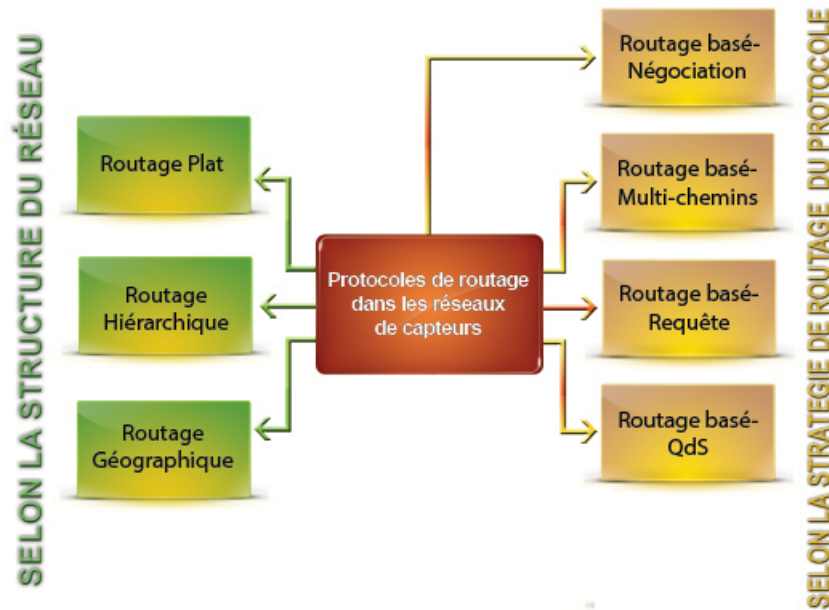 SELON LA STRUCTURE DU RÉSEAU
Routage Plat
Routage
Hiérarchique
Routage
Géographique
Protocoles de routage
dans les réseaux
de capteurs
Routage basé-
Négociation
Routage basé-
Multi-chemins
Routage basé-
Requête
Routage basé-
QdS
SELON LA STRATEGIE DE ROUTAGE DU PROTOCOLE